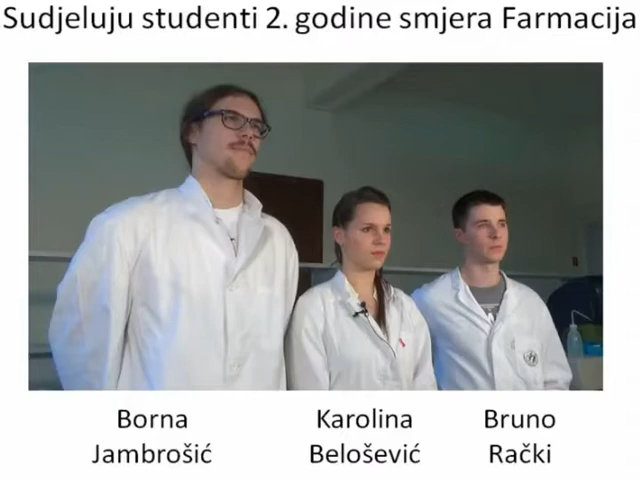 Sudjeluju studenti 2. godine smjera Farmacija
Borna
Jambrošić
Karolina
Belošević
Bruno
Rački